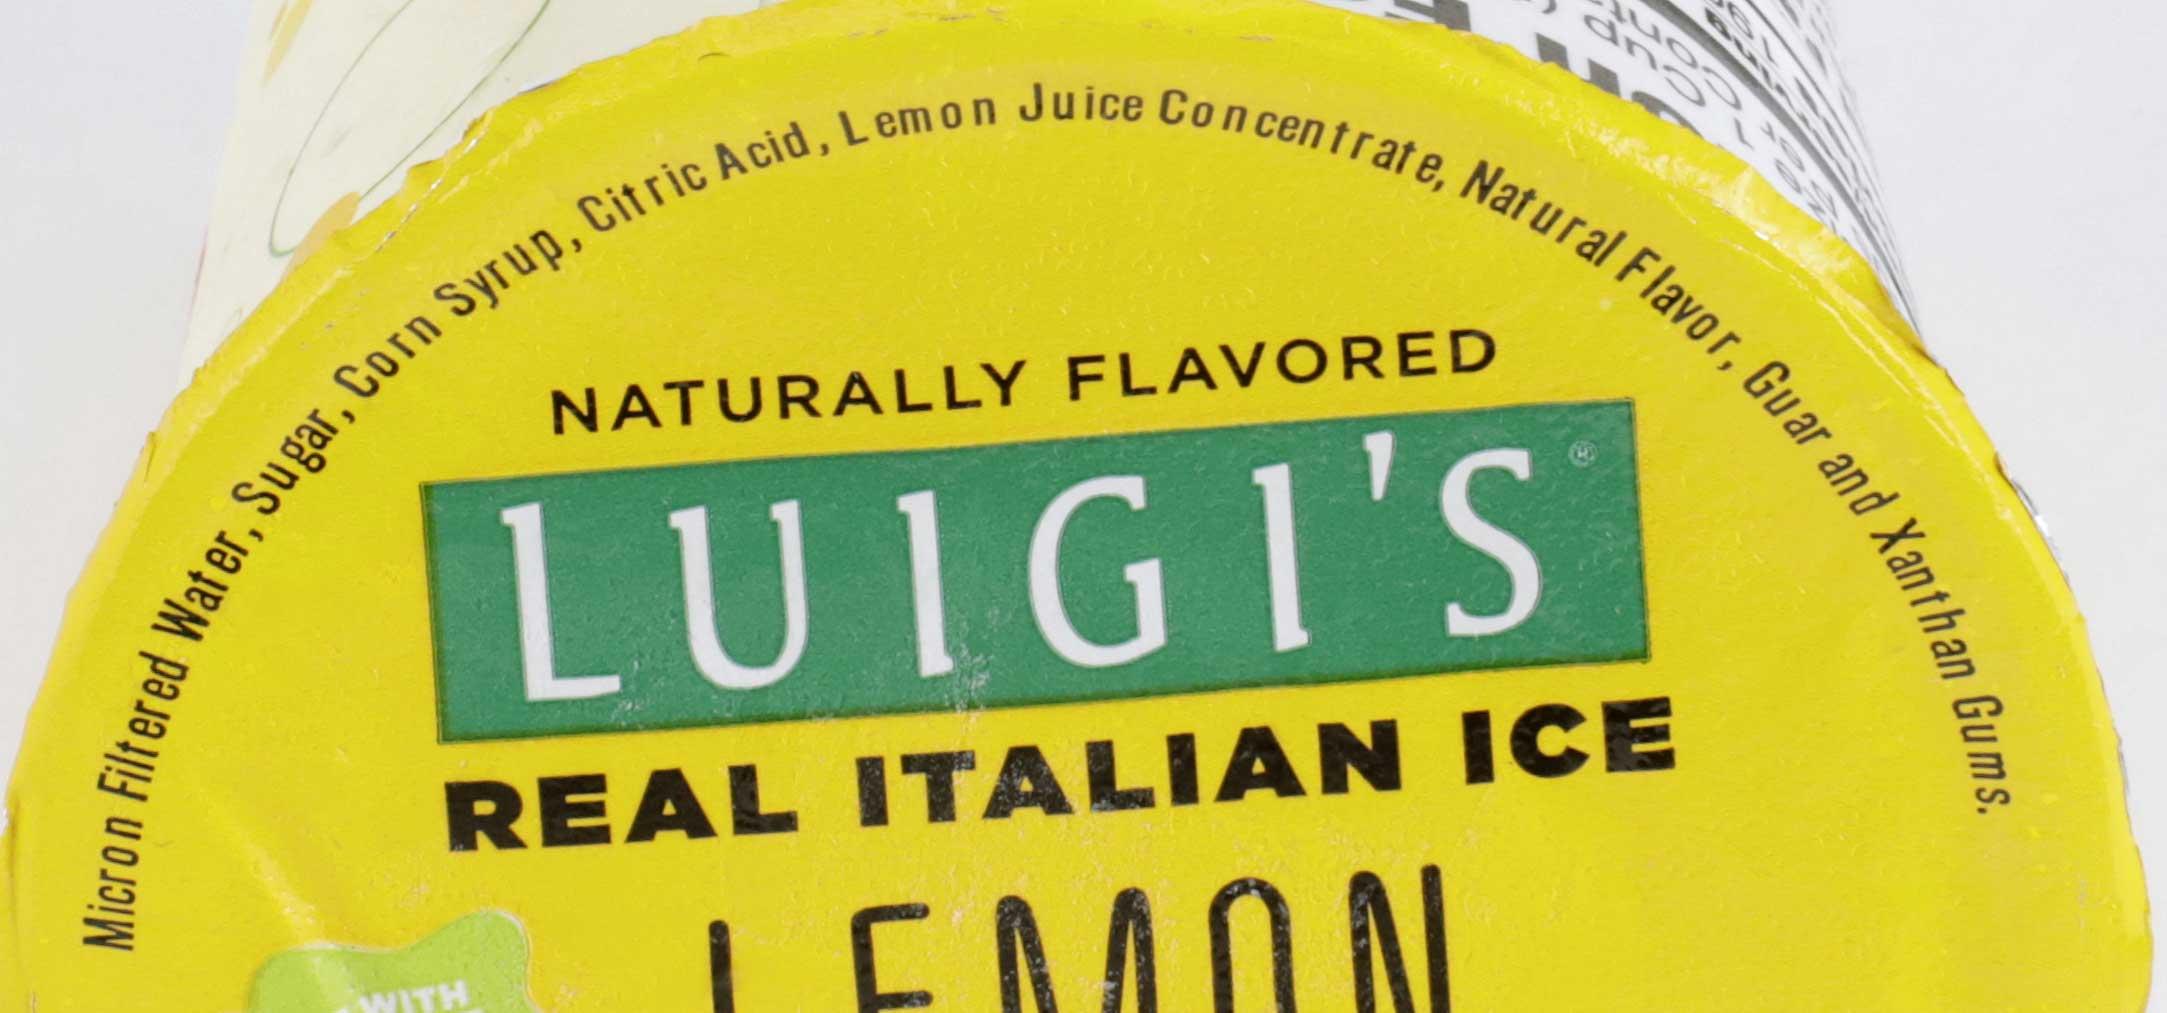 Micron Filtered Water, Sugar, Corn Syrup, Citric Acid, Lemon Juice Concentrate, Natural Flavor, Guar and Xanthan Gums.
NATURALLY FLAVORED
LUIGI'S®
REAL ITALIAN ICE
LEMON
WITH